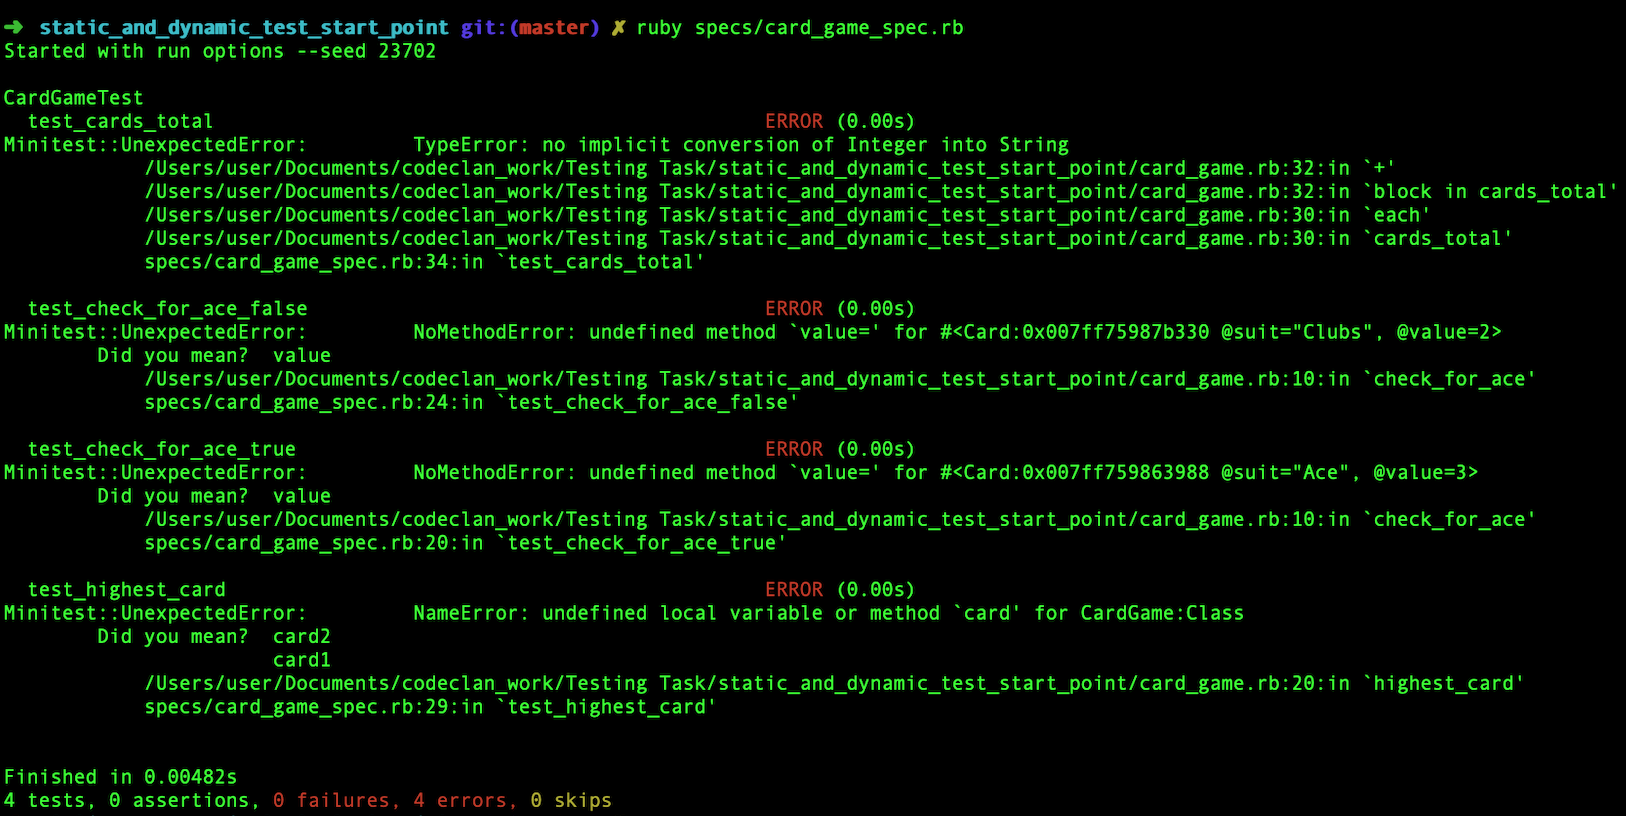 ➜ static_and_dynamic_test_start_point git:(master) ✗ ruby specs/card_game_spec.rb
Started with run options --seed 23702
CardGameTest
test_cards_total ERROR (0.00s)
Minitest::UnexpectedError: TypeError: no implicit conversion of Integer into String
/Users/user/Documents/codeclan_work/Testing Task/static_and_dynamic_test_start_point/card_game.rb:32:in `+'
/Users/user/Documents/codeclan_work/Testing Task/static_and_dynamic_test_start_point/card_game.rb:32:in `block in cards_total'
/Users/user/Documents/codeclan_work/Testing Task/static_and_dynamic_test_start_point/card_game.rb:30:in `each'
/Users/user/Documents/codeclan_work/Testing Task/static_and_dynamic_test_start_point/card_game.rb:30:in `cards_total'
specs/card_game_spec.rb:34:in `test_cards_total'
test_check_for_ace_false ERROR (0.00s)
Minitest::UnexpectedError: NoMethodError: undefined method `value=' for #<Card:0x007ff75987b330 @suit="Clubs", @value=2>
Did you mean? value
/Users/user/Documents/codeclan_work/Testing Task/static_and_dynamic_test_start_point/card_game.rb:10:in `check_for_ace'
specs/card_game_spec.rb:24:in `test_check_for_ace_false'
test_check_for_ace_true ERROR (0.00s)
Minitest::UnexpectedError: NoMethodError: undefined method `value=' for #<Card:0x007ff759863988 @suit="Ace", @value=3>
Did you mean? value
/Users/user/Documents/codeclan_work/Testing Task/static_and_dynamic_test_start_point/card_game.rb:10:in `check_for_ace'
specs/card_game_spec.rb:20:in `test_check_for_ace_true'
test_highest_card ERROR (0.00s)
Minitest::UnexpectedError: NameError: undefined local variable or method `card' for CardGame:Class
Did you mean? card2
card1
/Users/user/Documents/codeclan_work/Testing Task/static_and_dynamic_test_start_point/card_game.rb:20:in `highest_card'
specs/card_game_spec.rb:29:in `test_highest_card'
Finished in 0.00482s
4 tests, 0 assertions, 0 failures, 4 errors, 0 skips